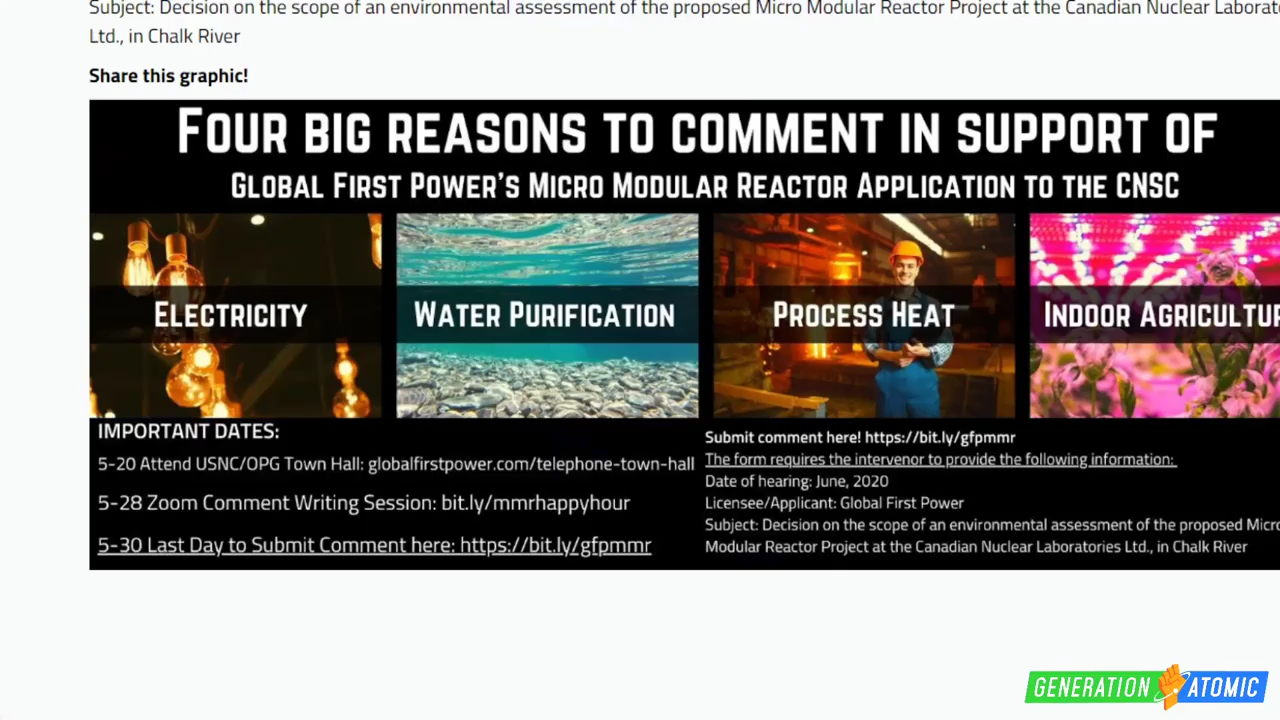 Subject: Decision on the scope of an environmental assessment of the proposed Micro Modular Reactor Project at the Canadian Nuclear Laborato
Ltd., in Chalk River
Share this graphic!
FOUR BIG REASONS TO COMMENT IN SUPPORT OF
GLOBAL FIRST POWER'S MICRO MODULAR REACTOR APPLICATION TO THE CNSC
ELECTRICITY
WATER PURIFICATION
PROCESS HEAT
INDOOR AGRICULTUR
IMPORTANT DATES:
5-20 Attend USNC/OPG Town Hall: globalfirstpower.com/telephone-town-hall
5-28 Zoom Comment Writing Session: bit.ly/mmrhappyhour
5-30 Last Day to Submit Comment here: https://bit.ly/gfpmmr
Submit comment here! https://bit.ly/gfpmmr
The form requires the intervenor to provide the following information:
Date of hearing: June, 2020
Licensee/Applicant: Global First Power
Subject: Decision on the scope of an environmental assessment of the proposed Micro
Modular Reactor Project at the Canadian Nuclear Laboratories Ltd., in Chalk River
GENERATION ATOMIC